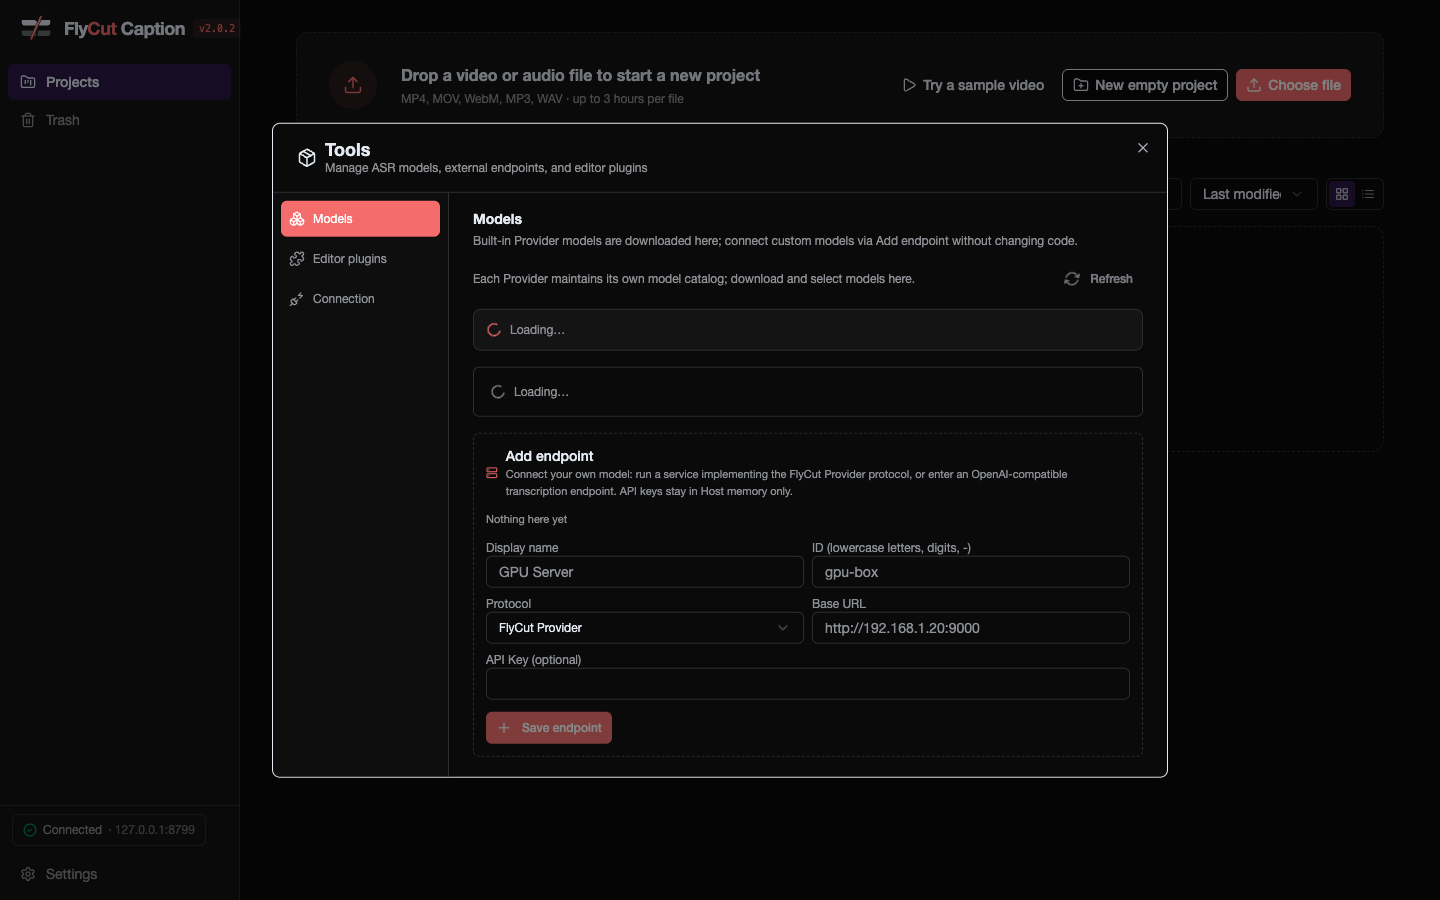 FlyCut Caption v2.0.2
Projects
Trash
Drop a video or audio file to start a new project
MP4, MOV, WebM, MP3, WAV · up to 3 hours per file
Try a sample video
New empty project
Choose file
Last modifie
Tools
Manage ASR models, external endpoints, and editor plugins
Models
Editor plugins
Connection
Models
Built-in Provider models are downloaded here; connect custom models via Add endpoint without changing code.
Each Provider maintains its own model catalog; download and select models here.
Refresh
Loading…
Loading…
Add endpoint
Connect your own model: run a service implementing the FlyCut Provider protocol, or enter an OpenAI-compatible
transcription endpoint. API keys stay in Host memory only.
Nothing here yet
Display name
GPU Server
ID (lowercase letters, digits, -)
gpu-box
Protocol
FlyCut Provider
Base URL
http://192.168.1.20:9000
API Key (optional)
Save endpoint
Connected · 127.0.0.1:8799
Settings